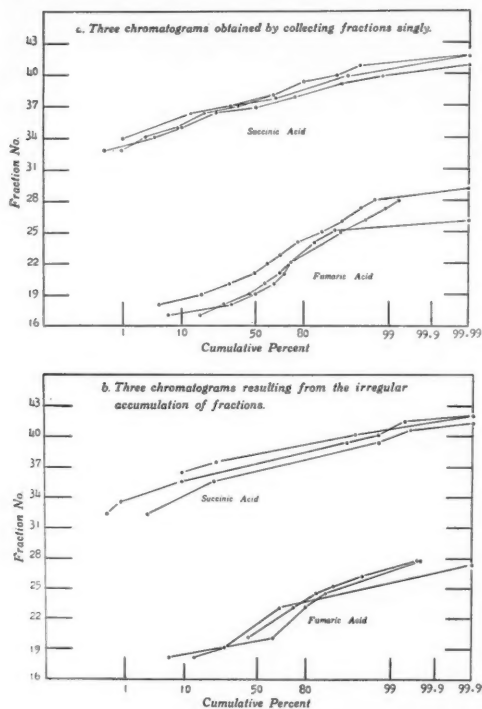 a. Three chromatograms obtained by collecting fractions singly.
43
40
37
34
31
28
25
22
19
16
Fraction No.
Succinic Acid
Fumaric Acid
1 10 50 80 99 99.9 99.99
Cumulative Percent
b. Three chromatograms resulting from the irregular
accumulation of fractions.
43
40
37
34
31
28
25
22
19
16
Fraction No.
Succinic Acid
Fumaric Acid
1 10 50 80 99 99.9 99.99
Cumulative Percent